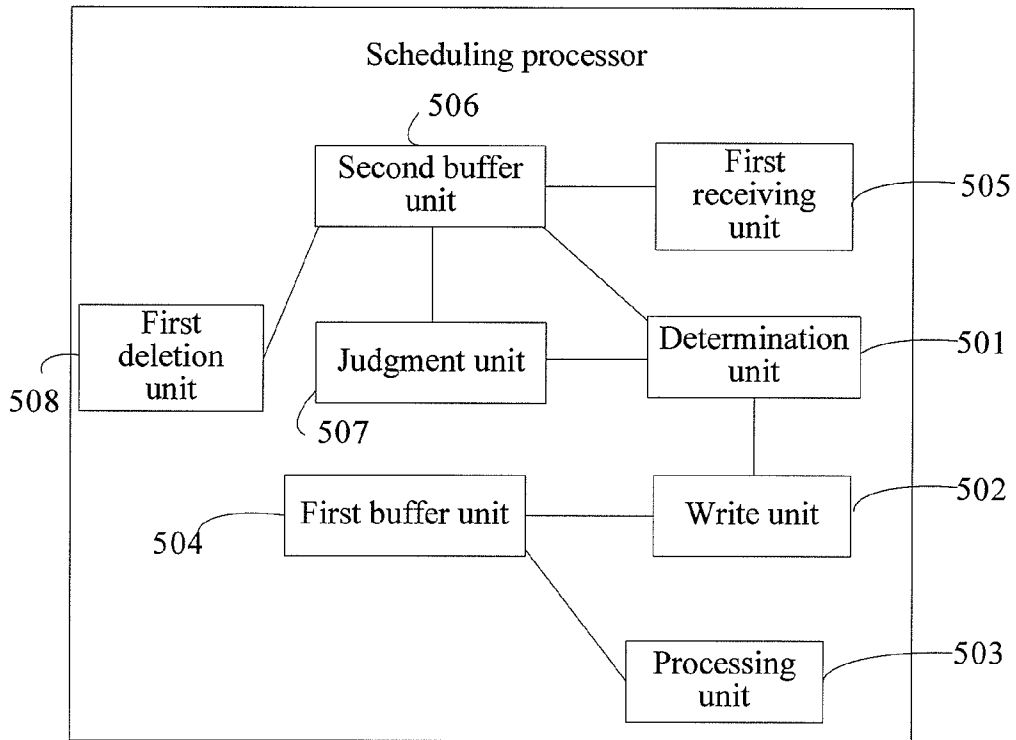 Scheduling processor
506
Second buffer
unit
First
receiving
unit
505
First
deletion
unit
508
Judgment unit
507
Determination
unit
501
First buffer unit
504
Write unit
502
Processing
unit
503